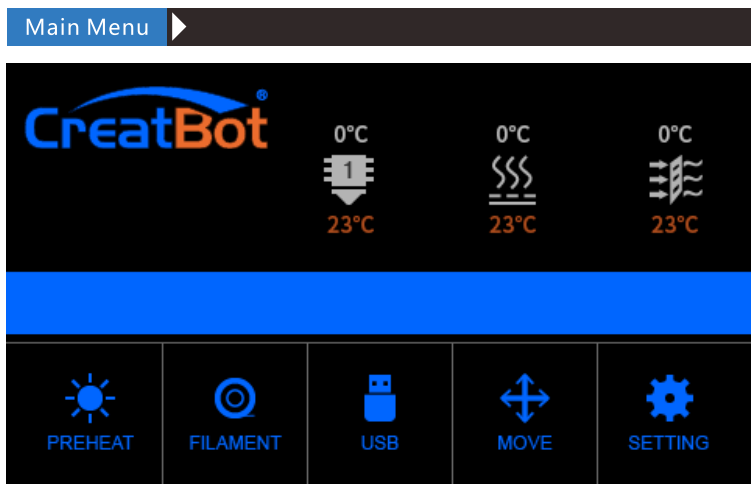 Main Menu
CreatBot®
0°C 0°C 0°C
1
23°C 23°C 23°C
PREHEAT FILAMENT USB MOVE SETTING